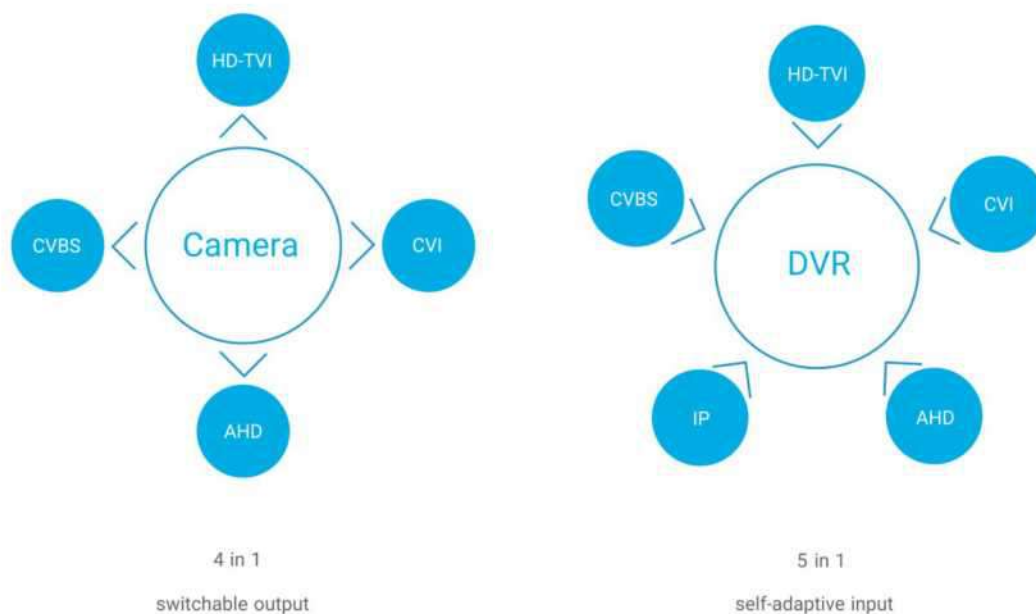 HD-TVI
CVBS
Camera
CVI
AHD
4 in 1
switchable output
HD-TVI
CVBS
CVI
DVR
IP
AHD
5 in 1
self-adaptive input